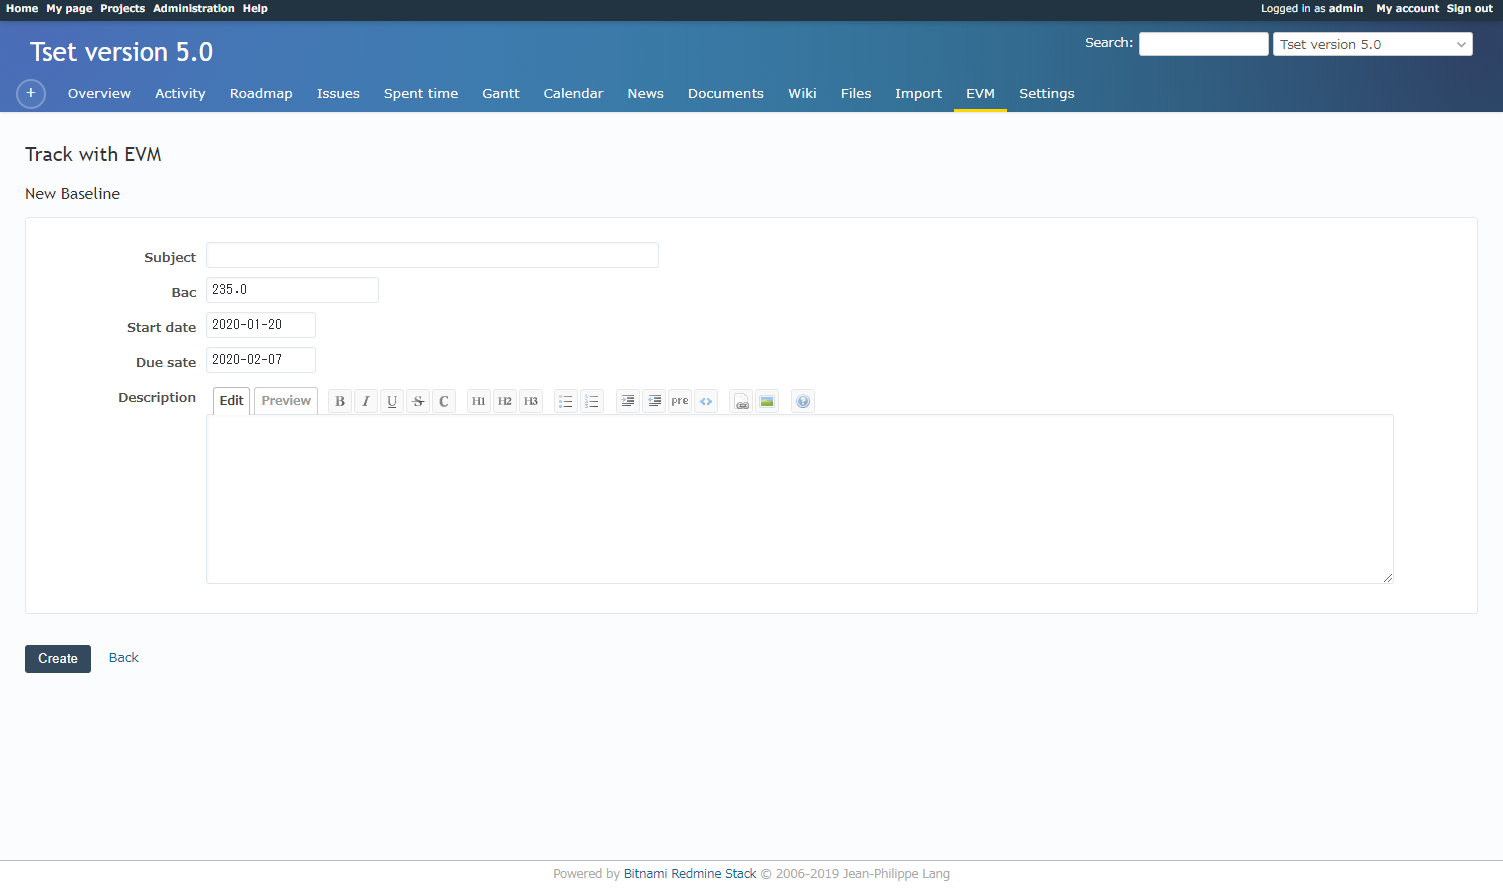 Home My page Projects Administration Help Logged in as admin My account Sign out
Tset version 5.0
Search: Tset version 5.0
+ Overview Activity Roadmap Issues Spent time Gantt Calendar News Documents Wiki Files Import EVM Settings
Track with EVM
New Baseline
Subject
Bac 235.0
Start date 2020-01-20
Due sate 2020-02-07
Description Edit Preview B I U S C H1 H2 H3 pre <> ?
Create Back
Powered by Bitnami Redmine Stack © 2006-2019 Jean-Philippe Lang